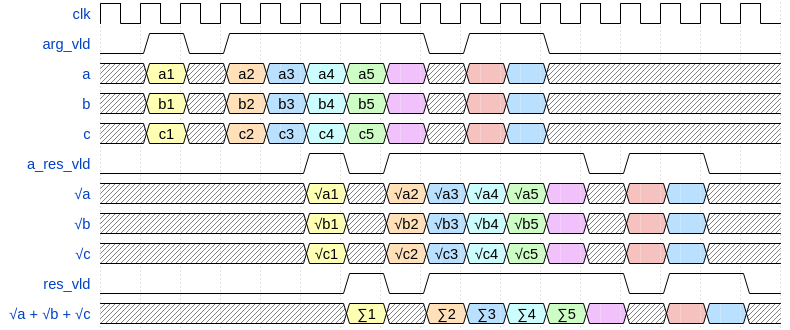 clk
arg_vld
a a1 a2 a3 a4 a5
b b1 b2 b3 b4 b5
c c1 c2 c3 c4 c5
a_res_vld
√a √a1 √a2 √a3 √a4 √a5
√b √b1 √b2 √b3 √b4 √b5
√c √c1 √c2 √c3 √c4 √c5
res_vld
√a + √b + √c ∑1 ∑2 ∑3 ∑4 ∑5